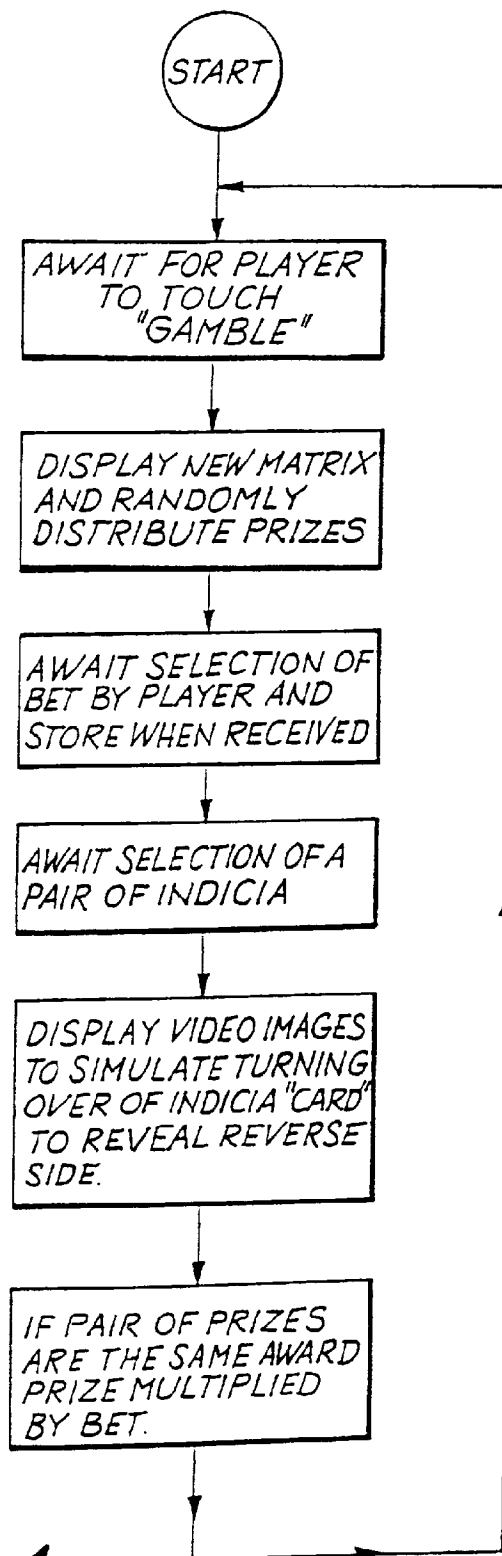 START
AWAIT FOR PLAYER
TO TOUCH
"GAMBLE"
DISPLAY NEW MATRIX
AND RANDOMLY
DISTRIBUTE PRIZES
AWAIT SELECTION OF
BET BY PLAYER AND
STORE WHEN RECEIVED
AWAIT SELECTION OF A
PAIR OF INDICIA
DISPLAY VIDEO IMAGES
TO SIMULATE TURNING
OVER OF INDICIA "CARD"
TO REVEAL REVERSE
SIDE.
IF PAIR OF PRIZES
ARE THE SAME AWARD
PRIZE MULTIPLIED
BY BET.